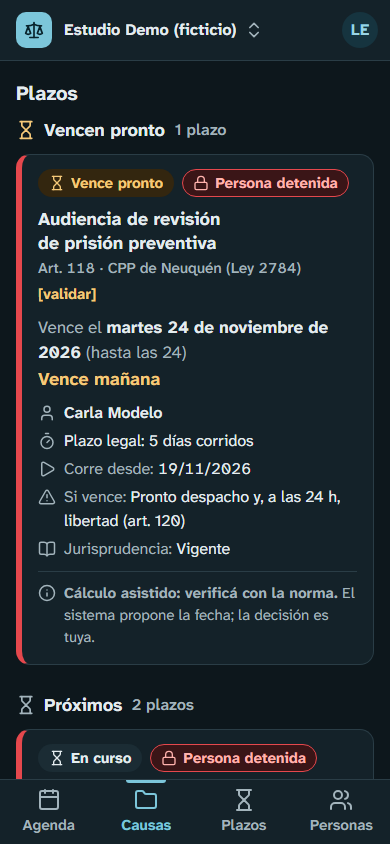 Estudio Demo (ficticio)
LE
Plazos
Vencen pronto 1 plazo
Vence pronto
Persona detenida
Audiencia de revisión
de prisión preventiva
Art. 118 · CPP de Neuquén (Ley 2784)
[validar]
Vence el martes 24 de noviembre de
2026 (hasta las 24)
Vence mañana
Carla Modelo
Plazo legal: 5 días corridos
Corre desde: 19/11/2026
Si vence: Pronto despacho y, a las 24 h,
libertad (art. 120)
Jurisprudencia: Vigente
Cálculo asistido: verificá con la norma. El
sistema propone la fecha; la decisión es
tuya.
Próximos 2 plazos
En curso
Persona detenida
Agenda
Causas
Plazos
Personas